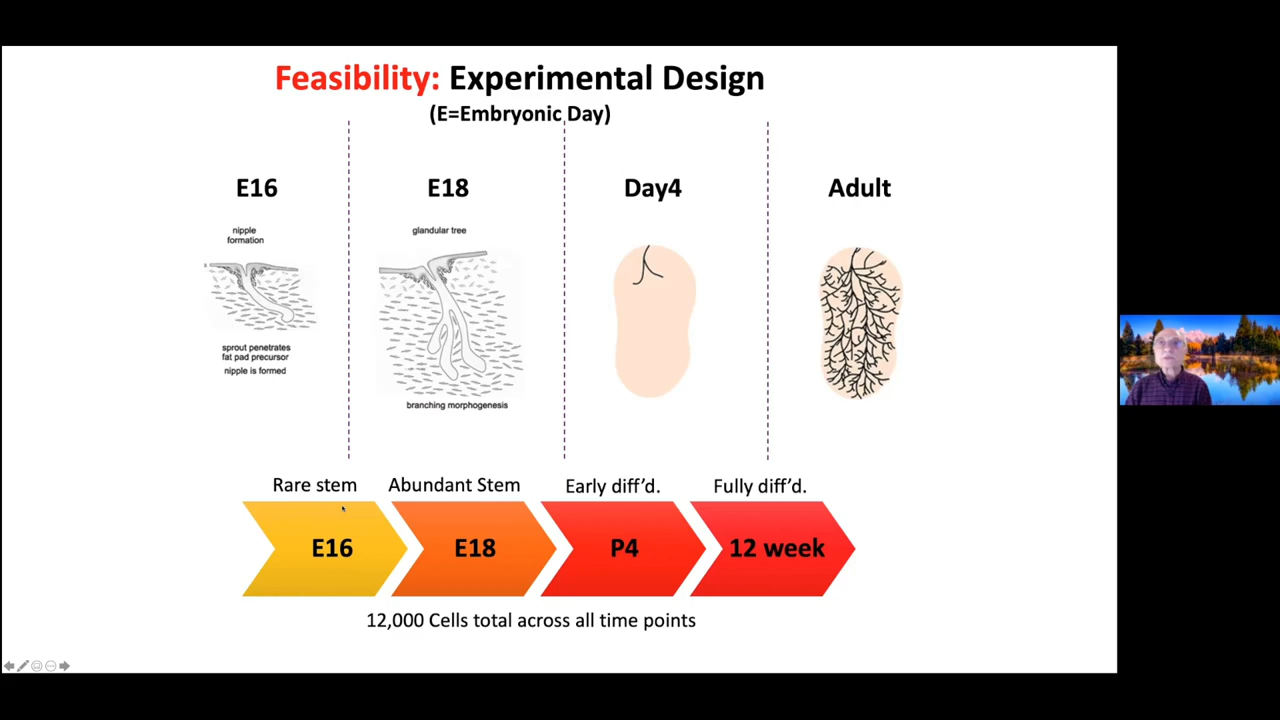 Feasibility: Experimental Design
(E=Embryonic Day)
E16
E18
Day4
Adult
nipple
formation
glandular tree
sprout penetrates
fat pad precursor
nipple is formed
branching morphogenesis
Rare stem
Abundant Stem
Early diff’d.
Fully diff’d.
E16
E18
P4
12 week
12,000 Cells total across all time points